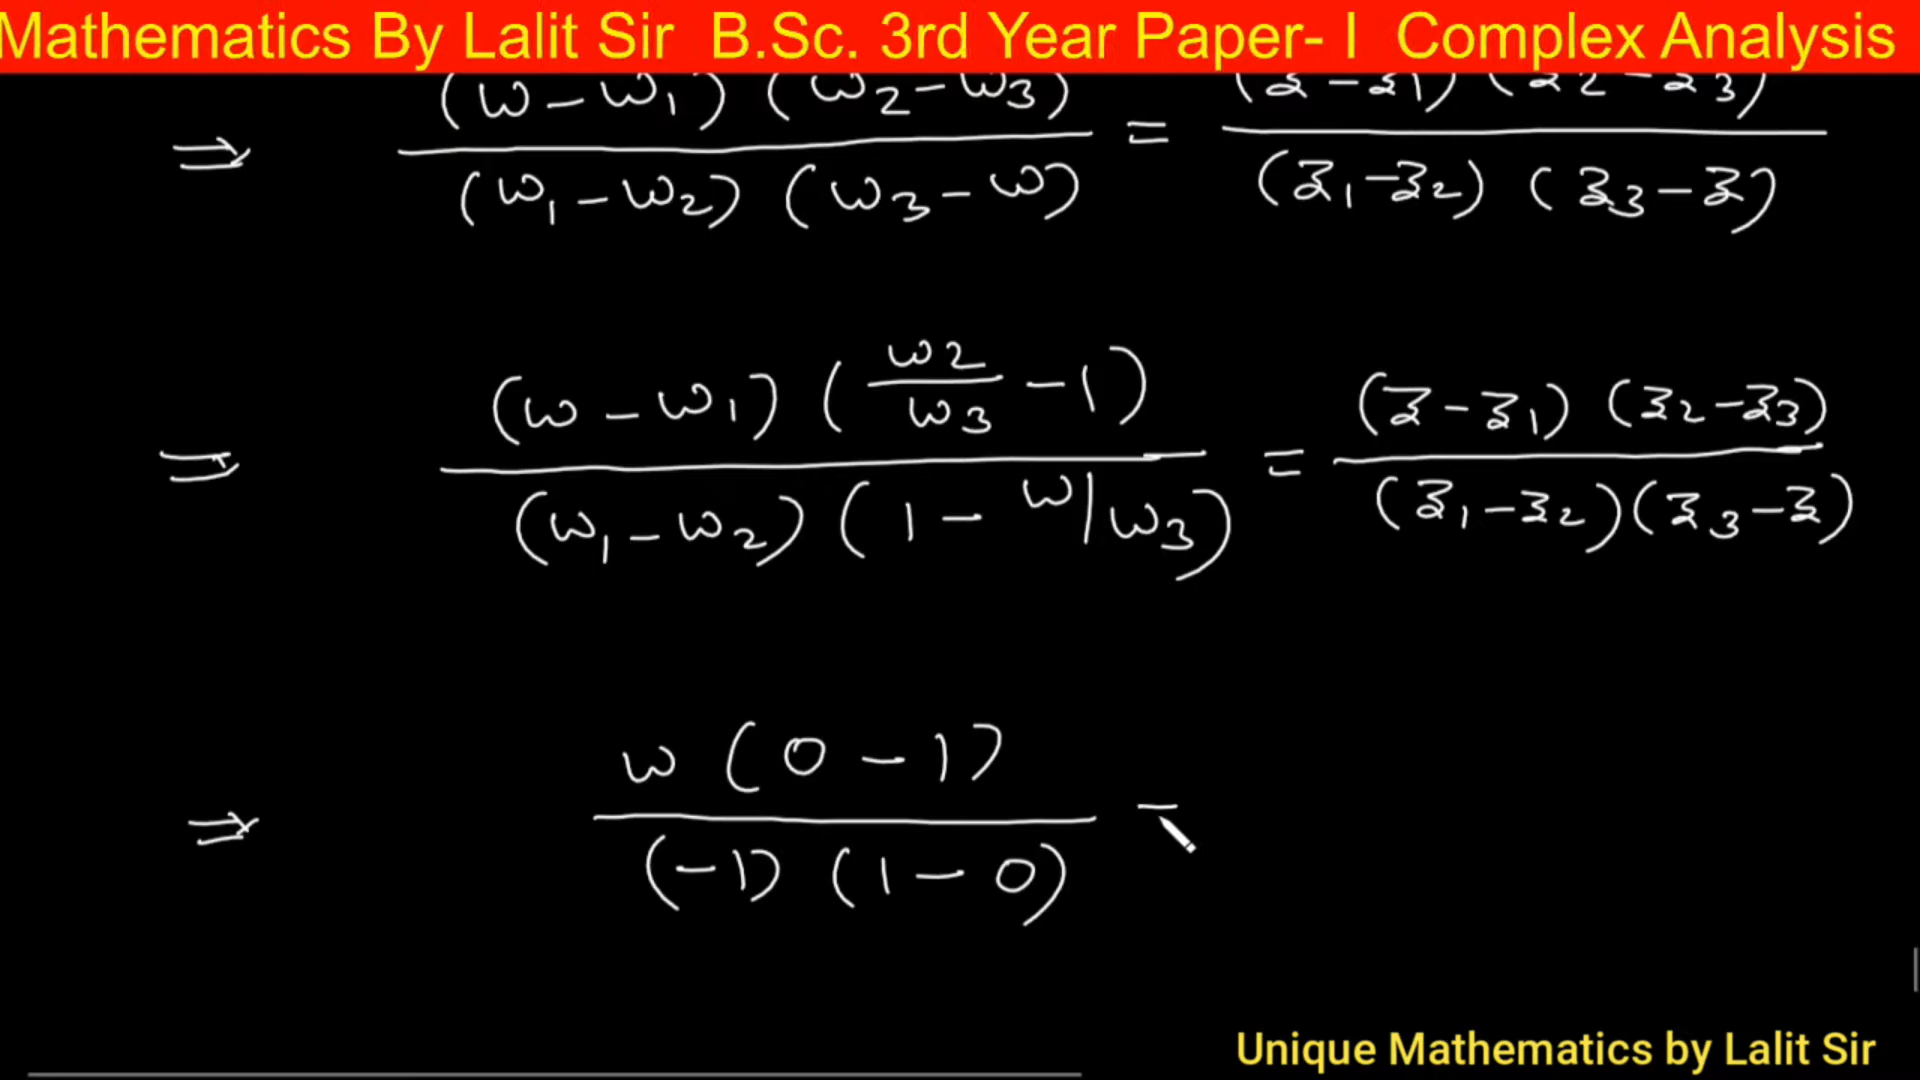 Mathematics By Lalit Sir B.Sc. 3rd Year Paper- I Complex Analysis
⇒ (w - w₁) (w₂ - w₃) / (w₁ - w₂) (w₃ - w) = (z - z₁) (z₂ - z₃) / (z₁ - z₂) (z₃ - z)
⇒ (w - w₁) (w₂/w₃ - 1) / (w₁ - w₂) (1 - w/w₃) = (z - z₁) (z₂ - z₃) / (z₁ - z₂) (z₃ - z)
⇒ w (0 - 1) / (-1) (1 - 0) =
Unique Mathematics by Lalit Sir